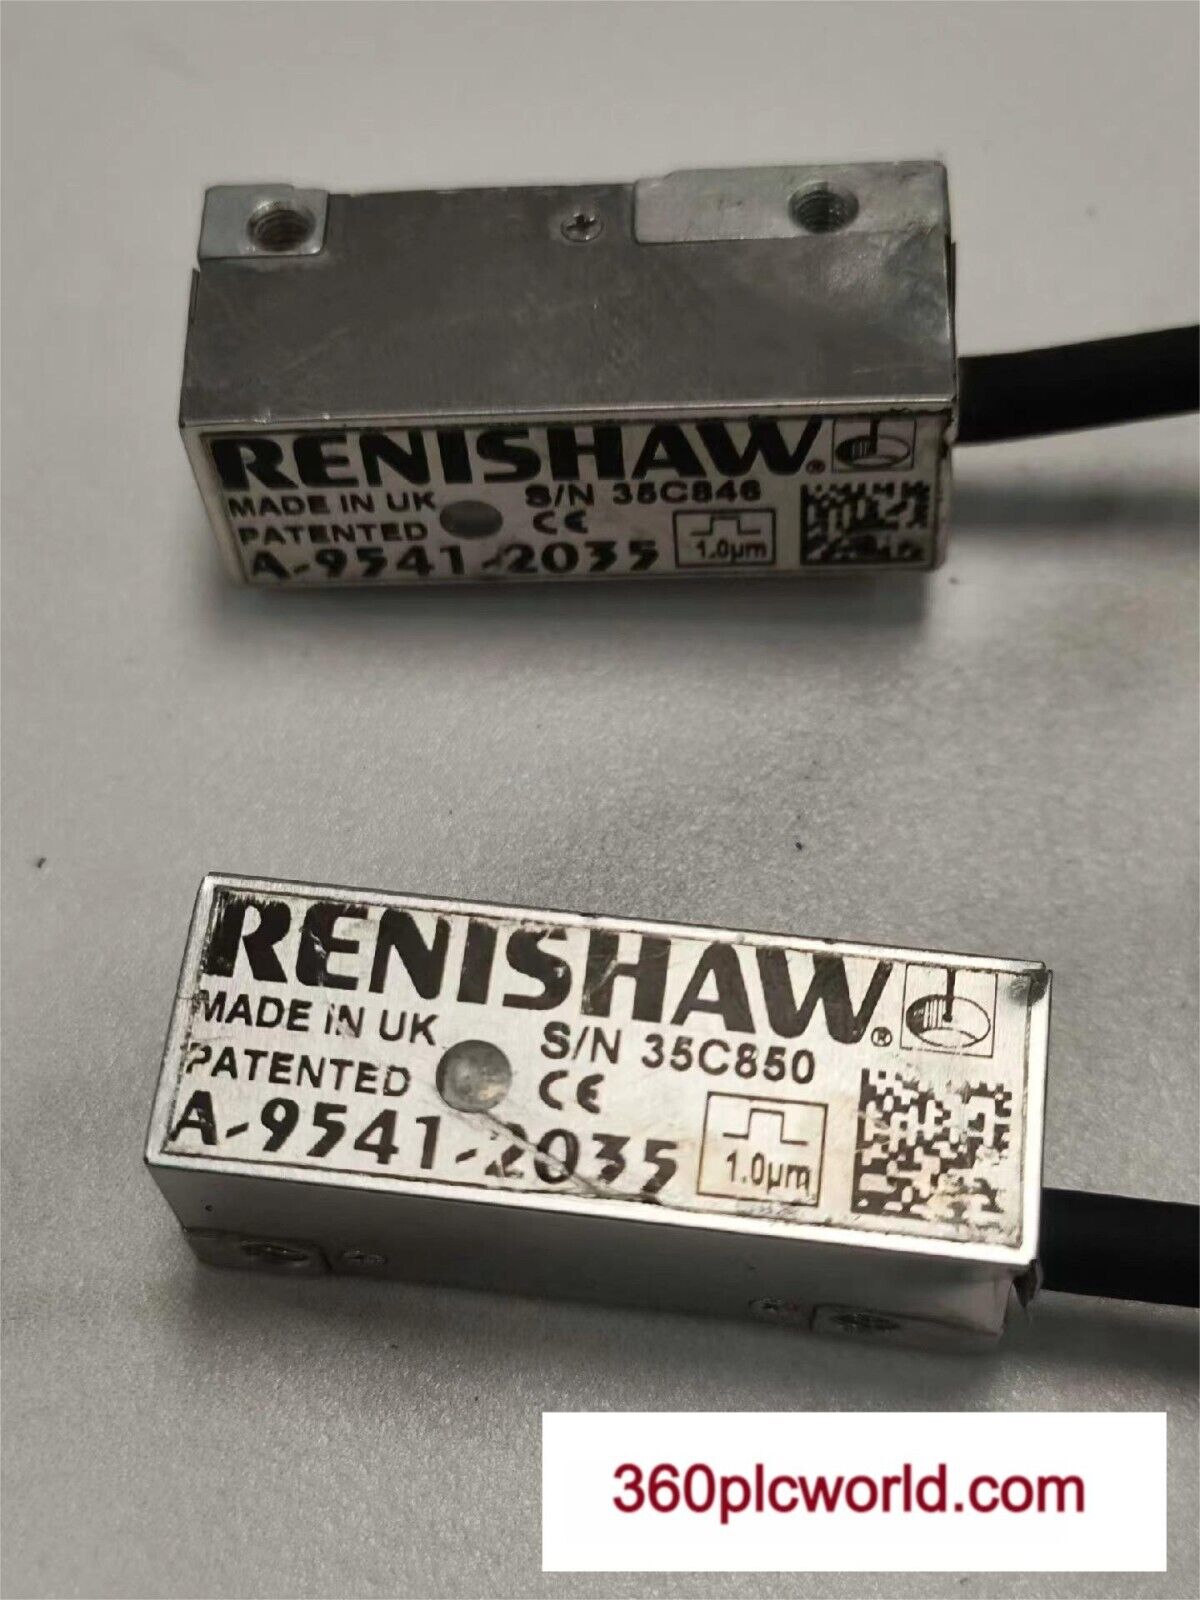 RENISHAW®
MADE IN UK S/N 35C846
PATENTED CE
A-9541-2035 1.0µm
RENISHAW®
MADE IN UK S/N 35C850
PATENTED CE
A-9541-2035 1.0µm
360plcworld.com